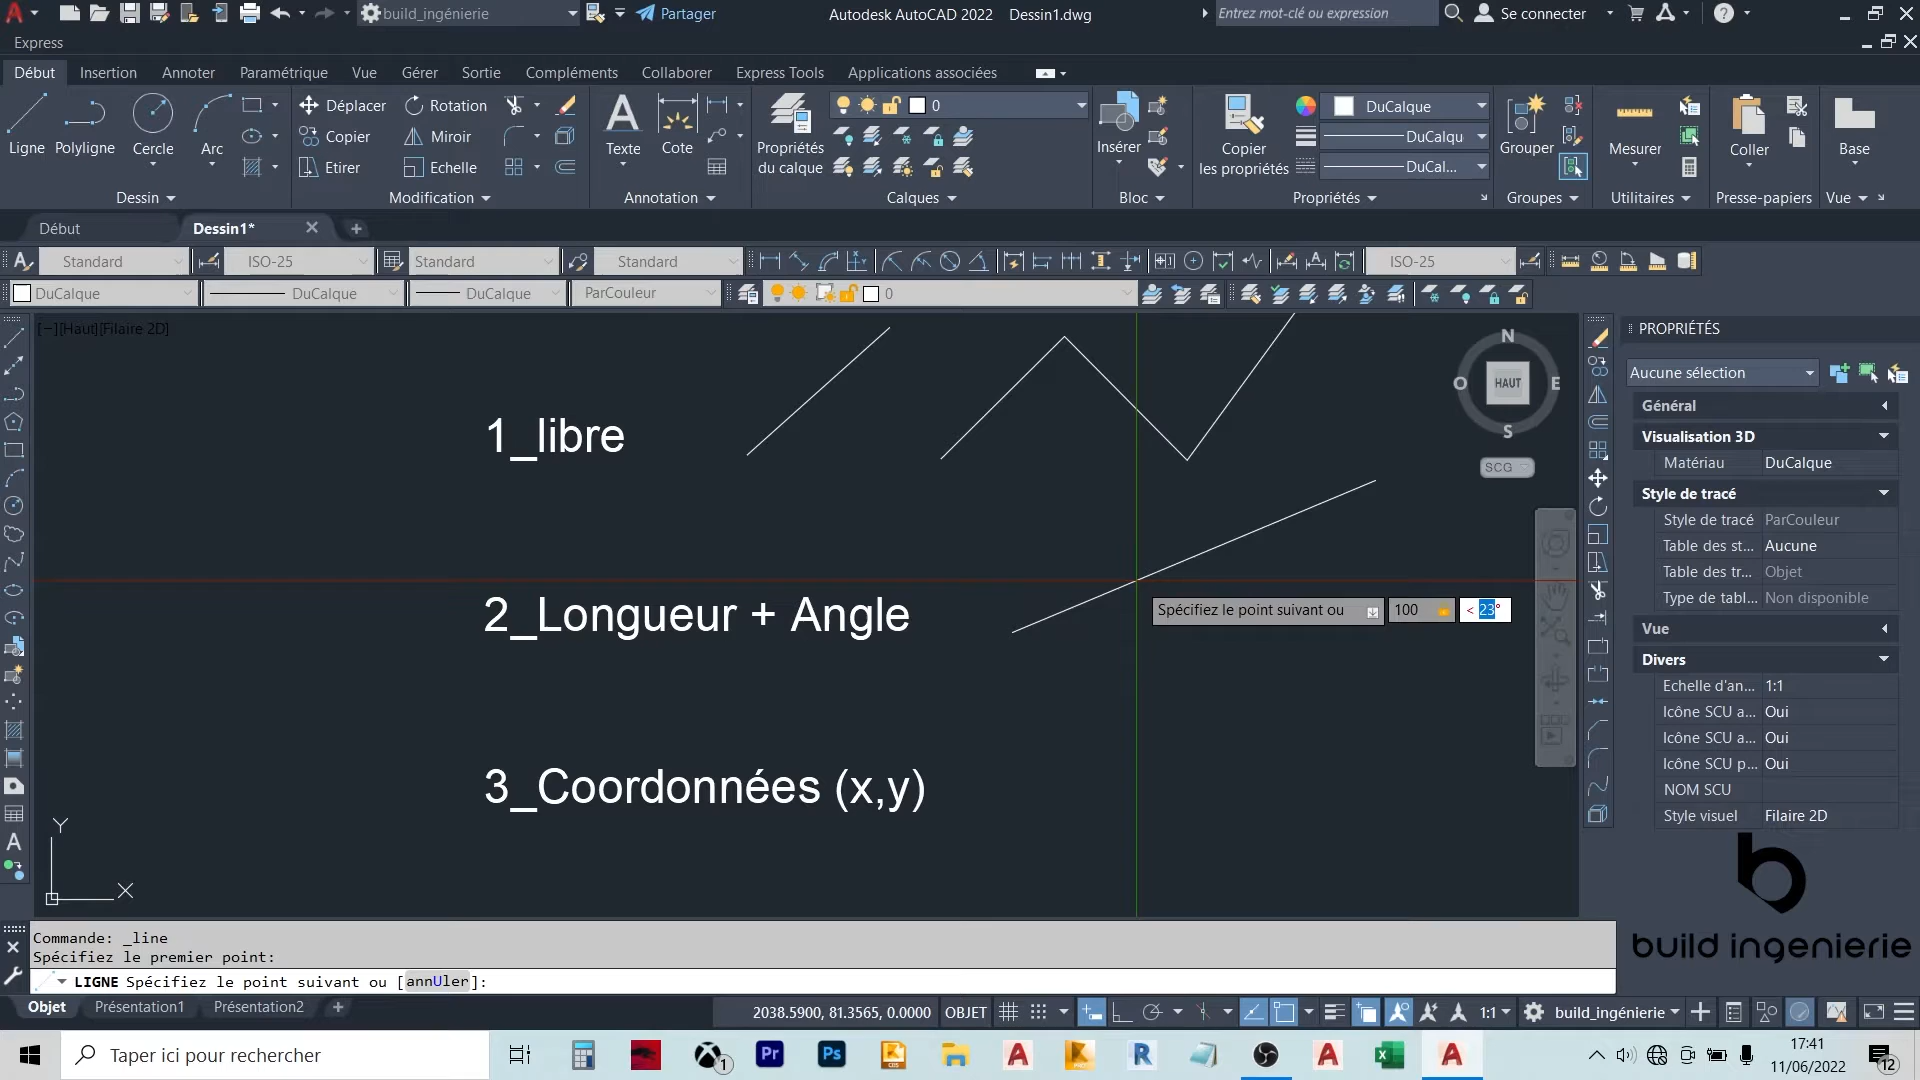 build_ingénierie
Partager
Autodesk AutoCAD 2022 Dessin1.dwg
Entrez mot-clé ou expression
Se connecter
Express
Début Insertion Annoter Paramétrique Vue Gérer Sortie Compléments Collaborer Express Tools Applications associées
Déplacer Rotation
0
DuCalque
Copier Miroir
DuCalqu
Ligne Polyligne Cercle Arc
Texte Cote
Propriétés du calque
Insérer
Copier les propriétés
Grouper
Mesurer
Coller
Base
Etirer Echelle
DuCal...
Dessin Modification Annotation Calques Bloc Propriétés Groupes Utilitaires Presse-papiers Vue
Début Dessin1*
Standard ISO-25 Standard Standard ISO-25
DuCalque DuCalque DuCalque ParCouleur 0
[−][Haut][Filaire 2D]
N
O HAUT E
S
SCG
1_libre
2_Longueur + Angle
3_Coordonnées (x,y)
Spécifiez le point suivant ou 100 < 23°
Y
X
PROPRIÉTÉS
Aucune sélection
Général
Visualisation 3D
Matériau DuCalque
Style de tracé
Style de tracé ParCouleur
Table des st... Aucune
Table des tr... Objet
Type de tabl... Non disponible
Vue
Divers
Echelle d'an... 1:1
Icône SCU a... Oui
Icône SCU a... Oui
Icône SCU p... Oui
NOM SCU
Style visuel Filaire 2D
build ingenierie
Commande: _line
Spécifiez le premier point:
LIGNE Spécifiez le point suivant ou [annUler]:
Objet Présentation1 Présentation2
2038.5900, 81.3565, 0.0000 OBJET 1:1 build_ingénierie
Taper ici pour rechercher
1
Pr
Ps
17:41
11/06/2022
12